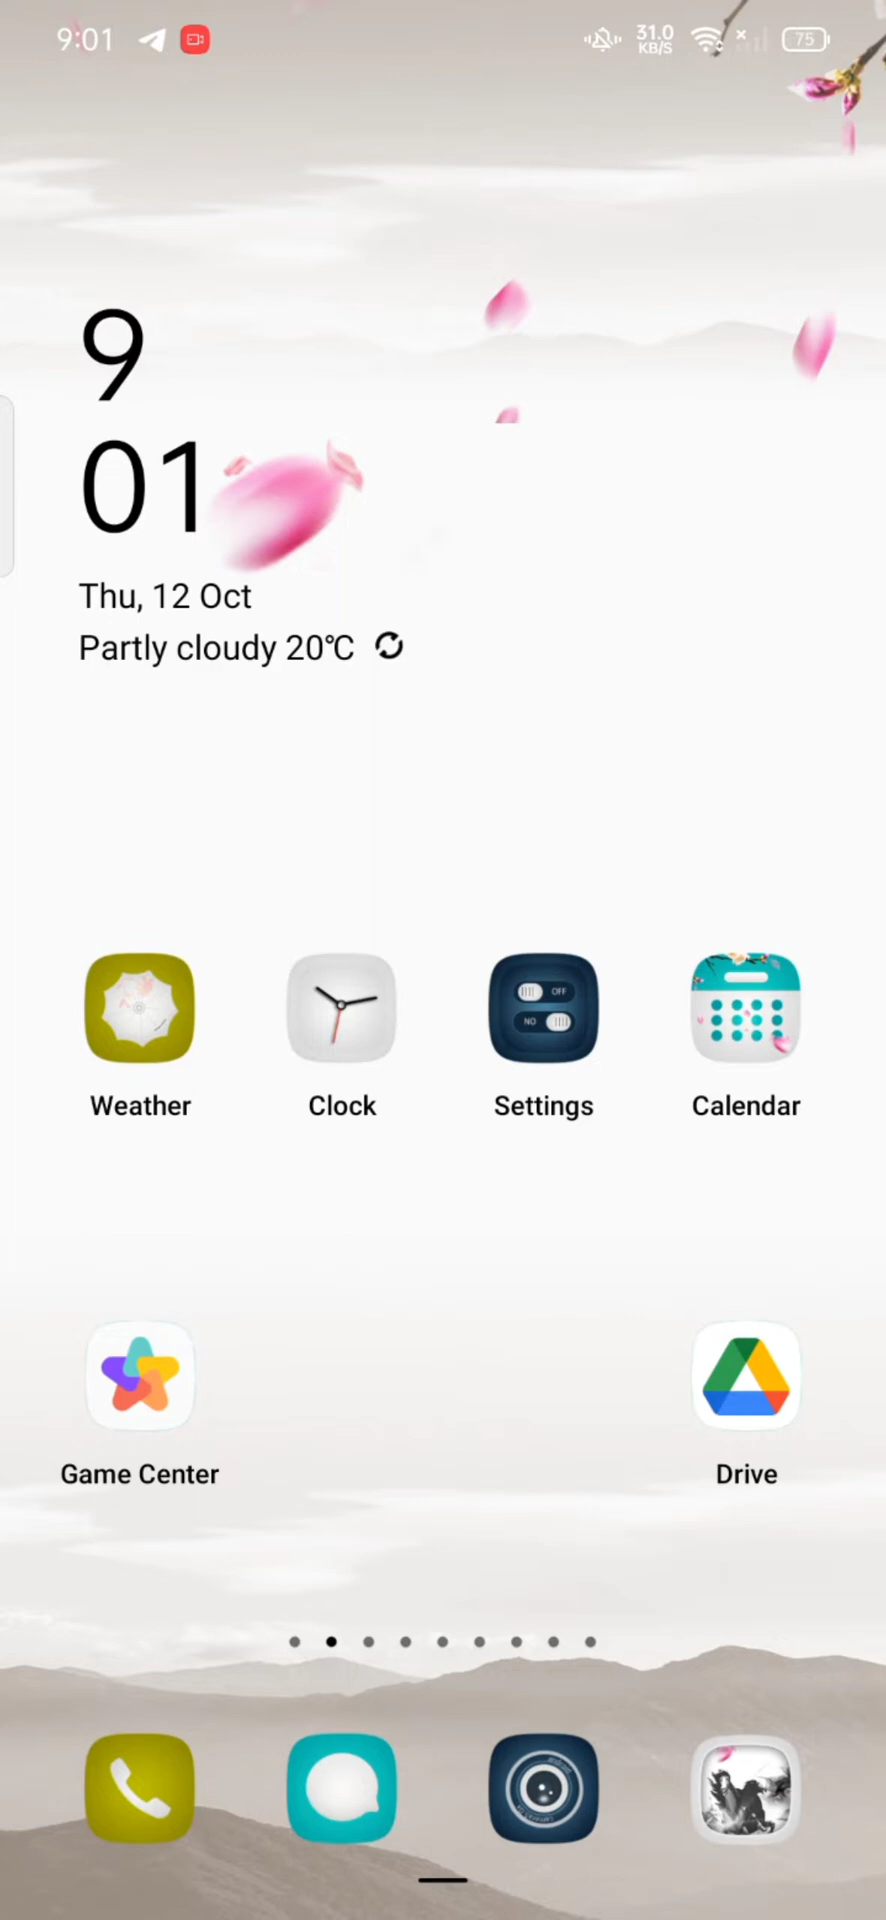 9:01
31.0
KB/S
75
9
01
Thu, 12 Oct
Partly cloudy 20°C
OFF
NO
Weather
Clock
Settings
Calendar
Game Center
Drive